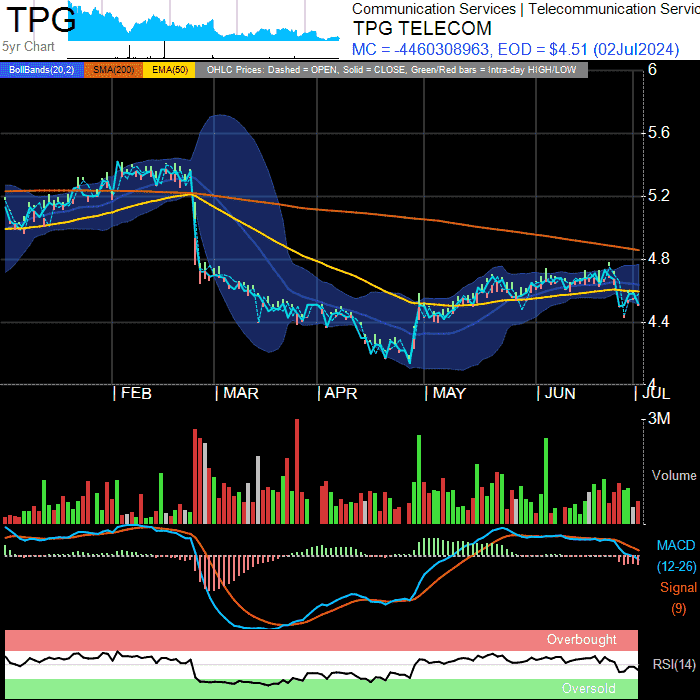 TPG
5yr Chart
Communication Services | Telecommunication Servic
TPG TELECOM
MC = -4460308963, EOD = $4.51 (02Jul2024)
BollBands(20,2) SMA(200) EMA(50) OHLC Prices: Dashed = OPEN, Solid = CLOSE, Green/Red bars = Intra-day HIGH/LOW
6
5.6
5.2
4.8
4.4
4
| FEB | MAR | APR | MAY | JUN | JUL
3M
Volume
MACD
(12-26)
Signal
(9)
Overbought
RSI(14)
Oversold